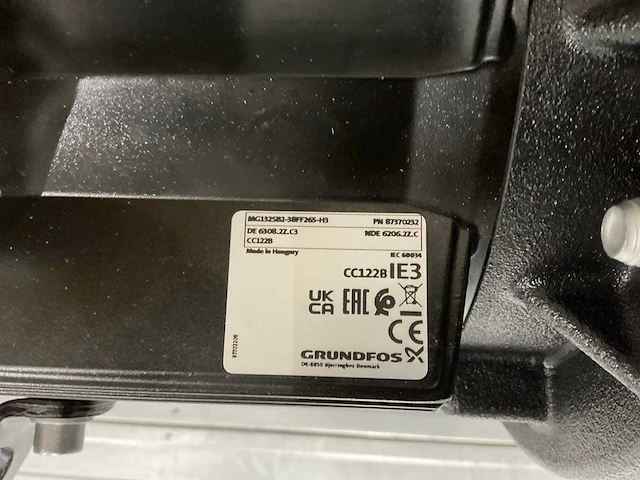 MG132SB2-38FF265-H3 PN 87370232
DE 6308.2Z.C3 NDE 6206.2Z.C
CC122B
Made in Hungary IEC 60034
CC122B IE3
UK CA EAC
CE
GRUNDFOS
DE-8850 Bjerringbro Denmark